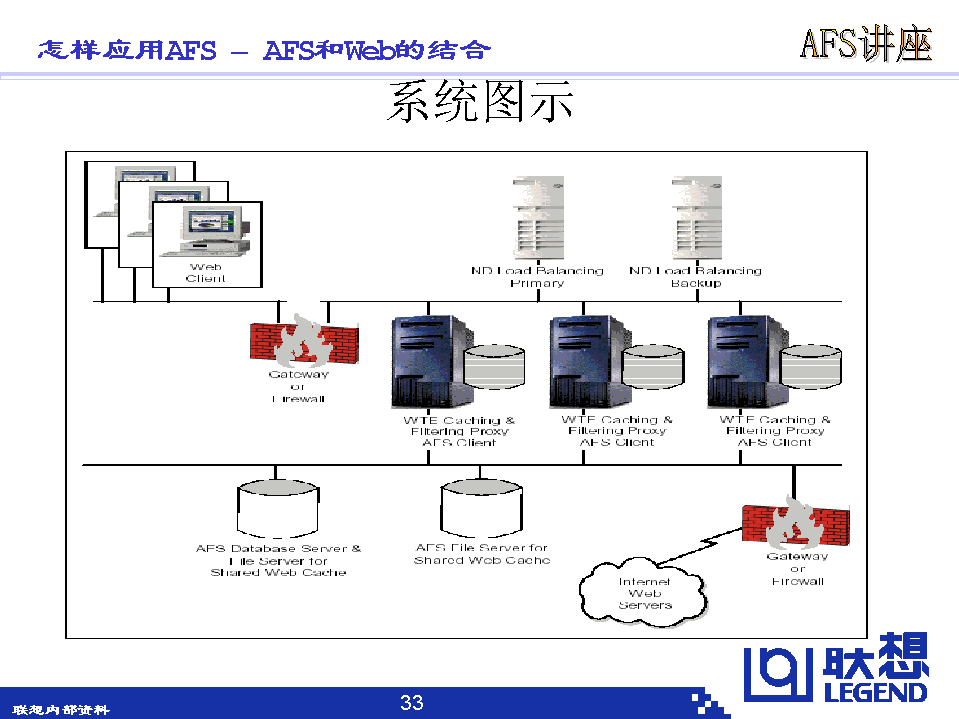 怎样应用AFS – AFS和Web的结合
AFS讲座
系统图示
Web
Client
ND Load Balancing
Primary
ND Load Balancing
Backup
Gateway
or
Firewall
WTE Caching &
Filtering Proxy
AFS Client
WTE Caching &
Filtering Proxy
AFS Client
WTE Caching &
Filtering Proxy
AFS Client
AFS Database Server &
File Server for
Shared Web Cache
AFS File Server for
Shared Web Cache
Gateway
or
Firewall
Internet
Web
Servers
联想
LEGEND
联想内部资料
33